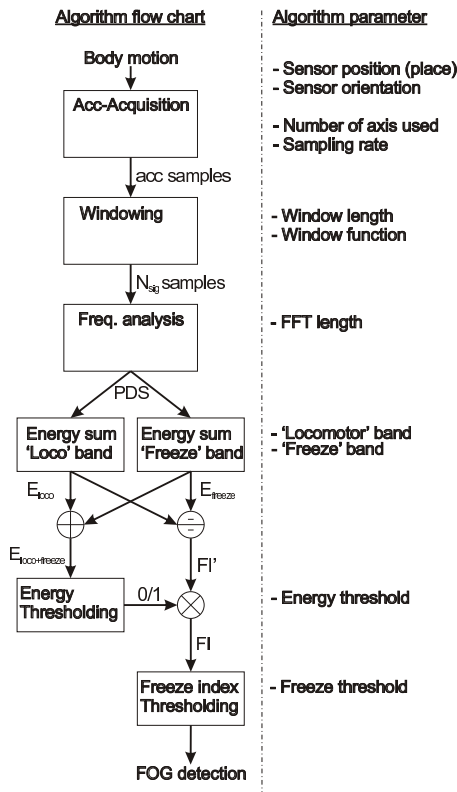 Algorithm flow chart
Algorithm parameter
Body motion
- Sensor position (place)
- Sensor orientation
Acc-Acquisition
- Number of axis used
- Sampling rate
acc samples
Windowing
- Window length
- Window function
Nsig samples
Freq. analysis
- FFT length
PDS
Energy sum
'Loco' band
Energy sum
'Freeze' band
- 'Locomotor' band
- 'Freeze' band
Eloco
Efreeze
Eloco+freeze
FI'
Energy
Thresholding
0/1
- Energy threshold
FI
Freeze index
Thresholding
- Freeze threshold
FOG detection